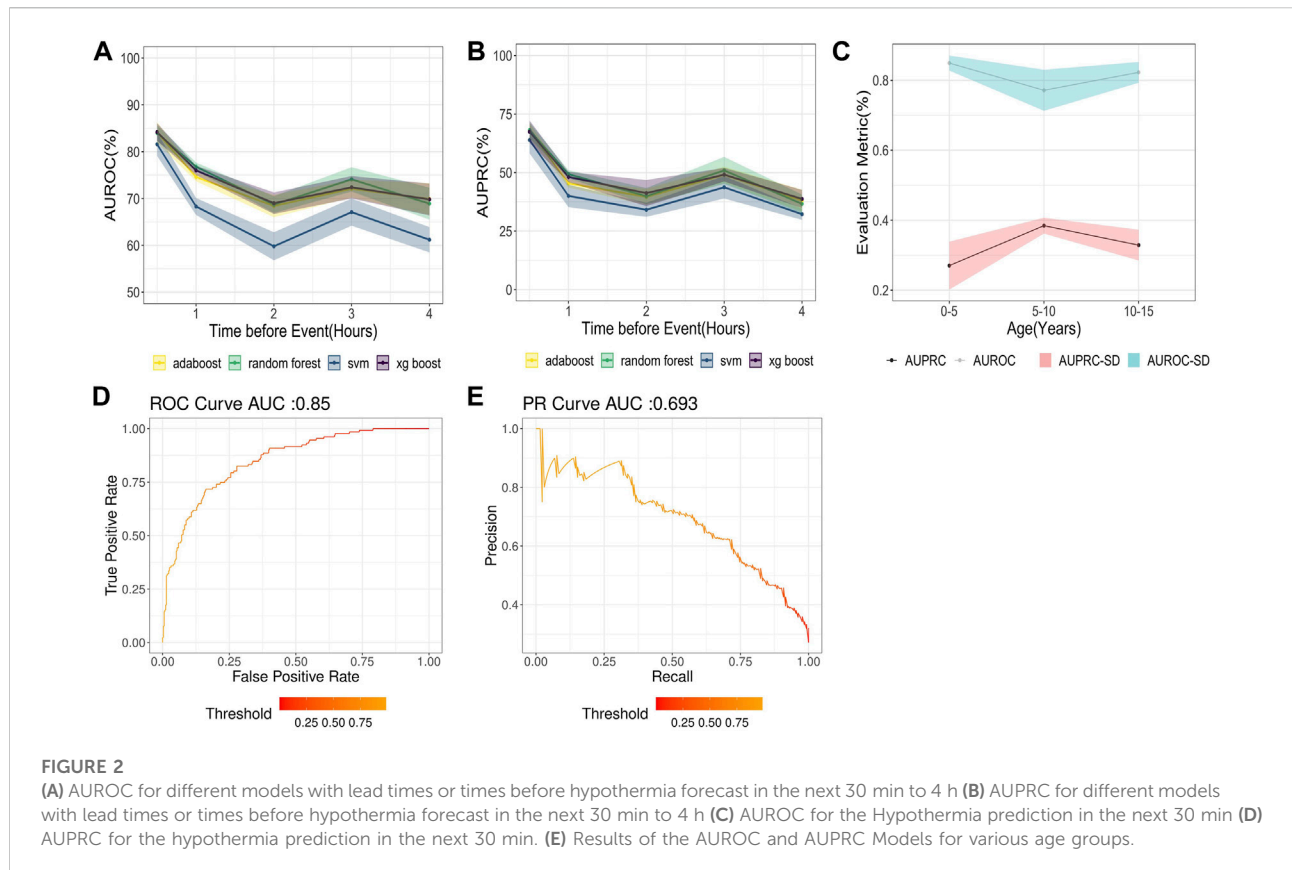 A
100
90
80
70
60
50
AUROC(%)
1
2
3
4
Time before Event(Hours)
adaboost
random forest
svm
xg boost
B
100
75
50
25
0
AUPRC(%)
1
2
3
4
Time before Event(Hours)
adaboost
random forest
svm
xg boost
C
0.8
0.6
0.4
0.2
Evaluation Metric(%)
0-5
5-10
10-15
Age(Years)
AUPRC
AUROC
AUPRC-SD
AUROC-SD
D
ROC Curve AUC :0.85
1.00
0.75
0.50
0.25
0.00
True Positive Rate
0.00
0.25
0.50
0.75
1.00
False Positive Rate
Threshold
0.25 0.50 0.75
E
PR Curve AUC :0.693
1.0
0.8
0.6
0.4
Precision
0.00
0.25
0.50
0.75
1.00
Recall
Threshold
0.25 0.50 0.75
FIGURE 2
(A) AUROC for different models with lead times or times before hypothermia forecast in the next 30 min to 4 h (B) AUPRC for different models
with lead times or times before hypothermia forecast in the next 30 min to 4 h (C) AUROC for the Hypothermia prediction in the next 30 min (D)
AUPRC for the hypothermia prediction in the next 30 min. (E) Results of the AUROC and AUPRC Models for various age groups.